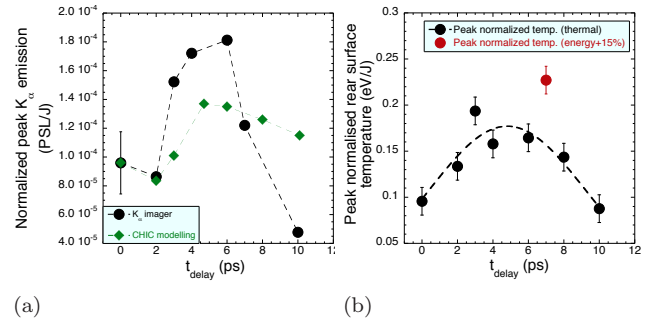 (a)
Normalized peak Kα emission
(PSL/J)
2.0 10⁻⁴
1.8 10⁻⁴
1.6 10⁻⁴
1.4 10⁻⁴
1.2 10⁻⁴
1.0 10⁻⁴
8.0 10⁻⁵
6.0 10⁻⁵
4.0 10⁻⁵
Kα imager
CHIC modelling
0 2 4 6 8 10 12
t_delay (ps)
(b)
Peak normalised rear surface
temperature (eV/J)
0.3
0.25
0.2
0.15
0.1
0.05
Peak normalized temp. (thermal)
Peak normalized temp. (energy+15%)
0 2 4 6 8 10 12
t_delay (ps)